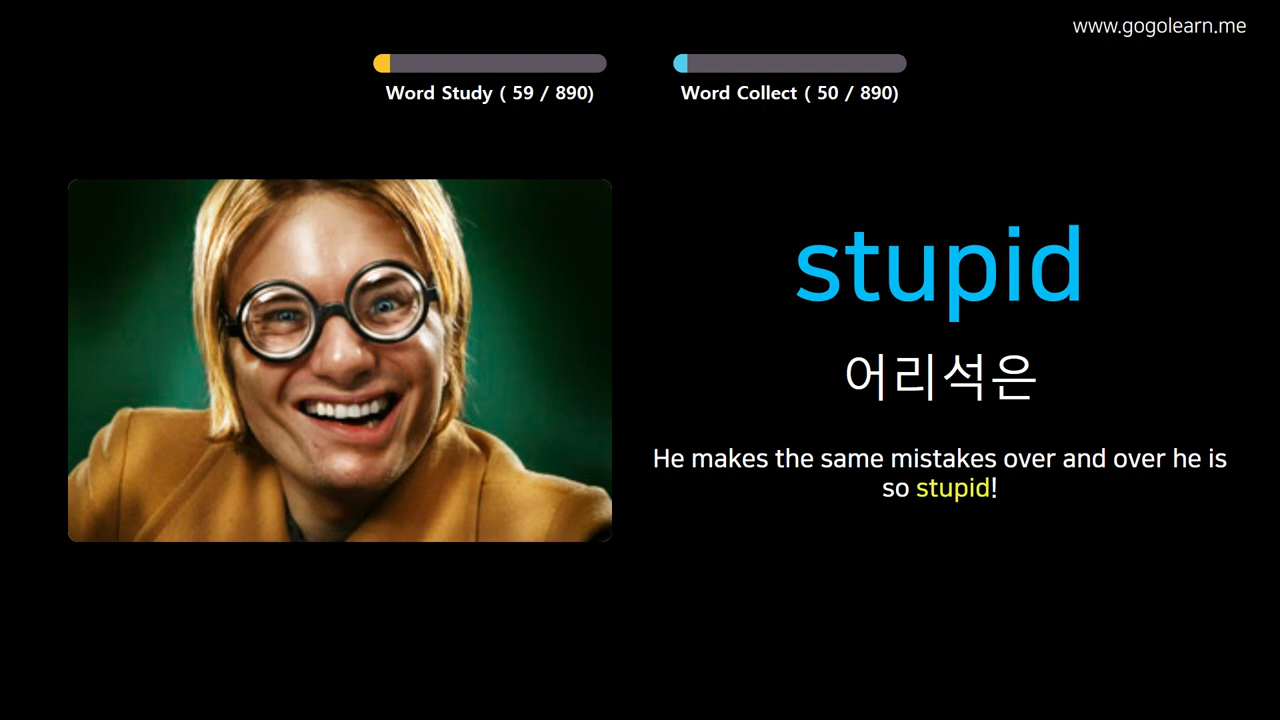 www.gogolearn.me
Word Study ( 59 / 890)
Word Collect ( 50 / 890)
stupid
어리석은
He makes the same mistakes over and over he is
so stupid!